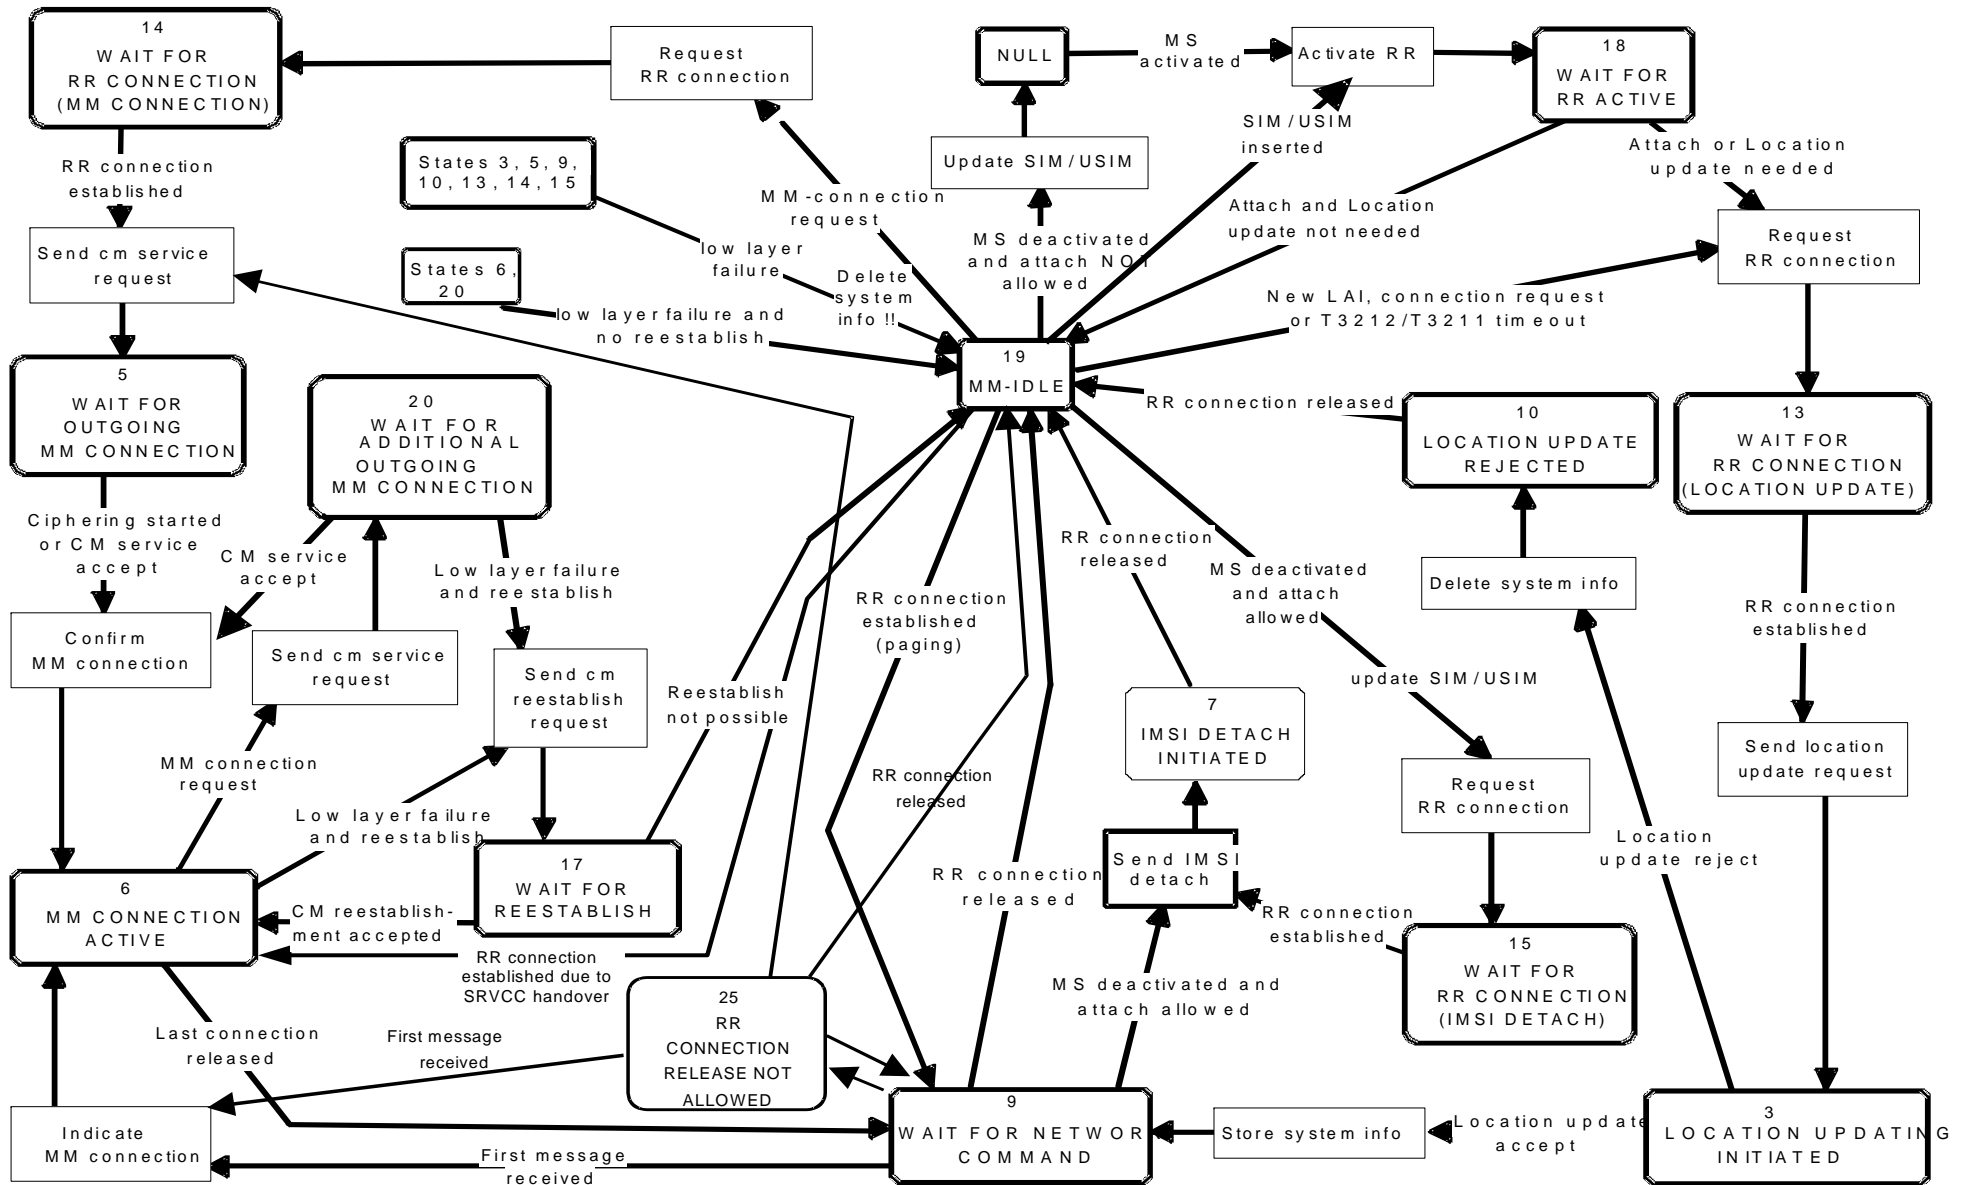 14
WAIT FOR
RR CONNECTION
(MM CONNECTION)
Request
RR connection
NULL
MS
activated
Activate RR
18
WAIT FOR
RR ACTIVE
RR connection
established
States 3, 5, 9,
10, 13, 14, 15
Update SIM/USIM
SIM/USIM
inserted
Attach or Location
update needed
MM-connection
request
Attach and Location
update not needed
Send cm service
request
States 6,
20
low layer
failure
Delete
system
info !!
MS deactivated
and attach NOT
allowed
Request
RR connection
low layer failure and
no reestablish
New LAI, connection request
or T3212/T3211 timeout
19
MM-IDLE
5
WAIT FOR
OUTGOING
MM CONNECTION
20
WAIT FOR
ADDITIONAL
OUTGOING
MM CONNECTION
RR connection released
10
LOCATION UPDATE
REJECTED
13
WAIT FOR
RR CONNECTION
(LOCATION UPDATE)
Ciphering started
or CM service
accept
CM service
accept
Low layer failure
and reestablish
RR connection
released
MS deactivated
and attach
allowed
Delete system info
RR connection
established
(paging)
RR connection
established
Confirm
MM connection
Send cm service
request
Send cm
reestablish
request
Reestablish
not possible
update SIM/USIM
7
IMSI DETACH
INITIATED
Send location
update request
MM connection
request
RR connection
released
Request
RR connection
Low layer failure
and reestablish
Location
update reject
17
WAIT FOR
REESTABLISH
RR connection
released
Send IMSI
detach
6
MM CONNECTION
ACTIVE
CM reestablish-
ment accepted
RR connection
established
RR connection
established due to
SRVCC handover
15
WAIT FOR
RR CONNECTION
(IMSI DETACH)
MS deactivated and
attach allowed
25
RR
CONNECTION
RELEASE NOT
ALLOWED
Last connection
released
First message
received
Indicate
MM connection
9
WAIT FOR NETWOR
COMMAND
Store system info
Location update
accept
3
LOCATION UPDATING
INITIATED
First message
received